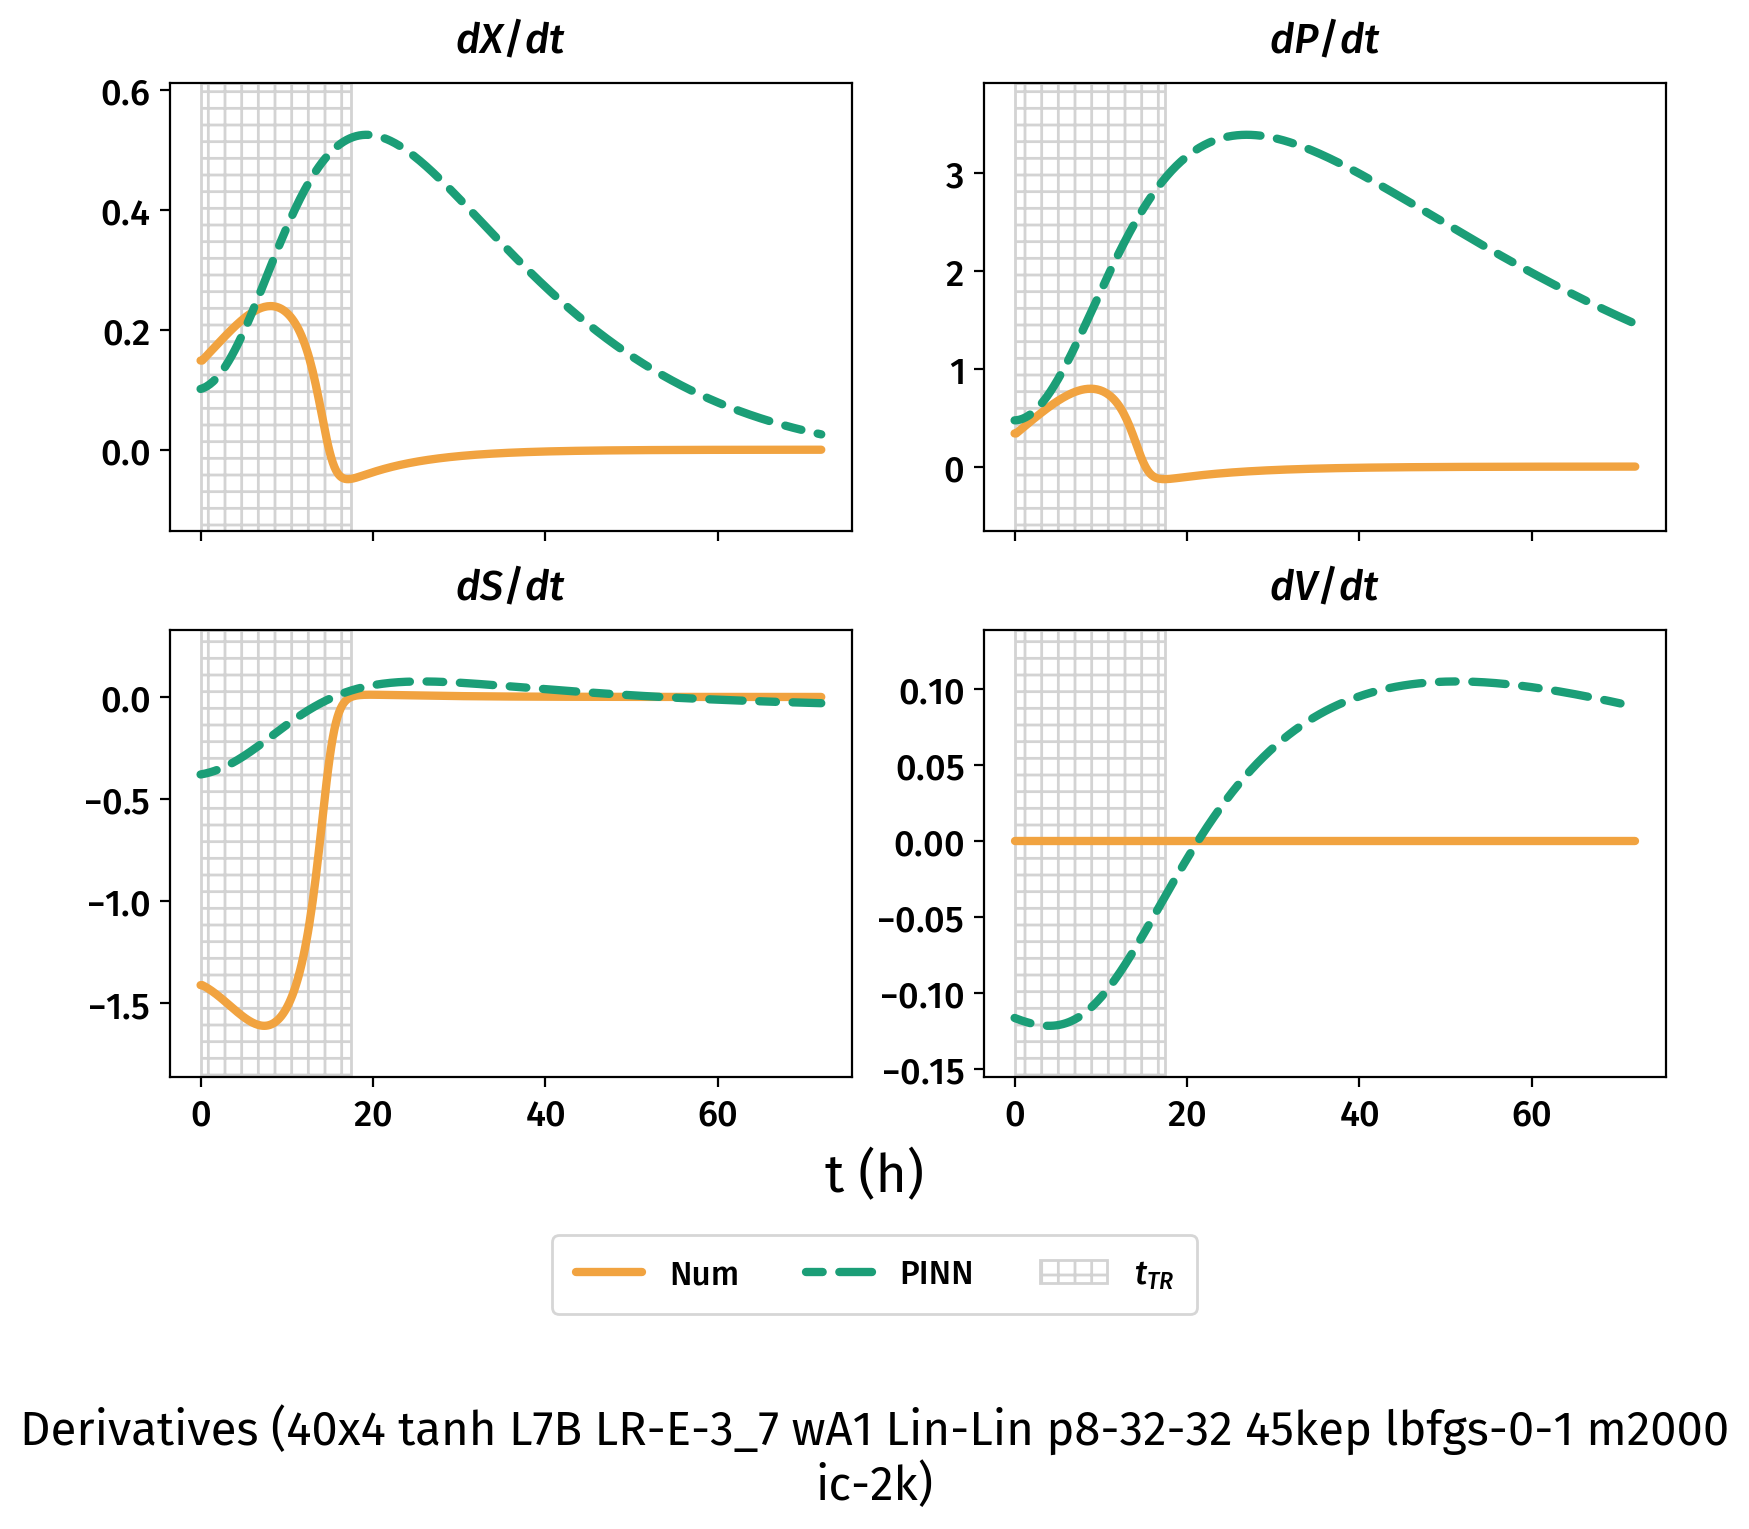 dX/dt
dP/dt
0.6
0.4
0.2
0.0
3
2
1
0
dS/dt
dV/dt
0.0
−0.5
−1.0
−1.5
0.10
0.05
0.00
−0.05
−0.10
−0.15
0 20 40 60
0 20 40 60
t (h)
Num PINN tTR
Derivatives (40x4 tanh L7B LR-E-3_7 wA1 Lin-Lin p8-32-32 45kep lbfgs-0-1 m2000
ic-2k)